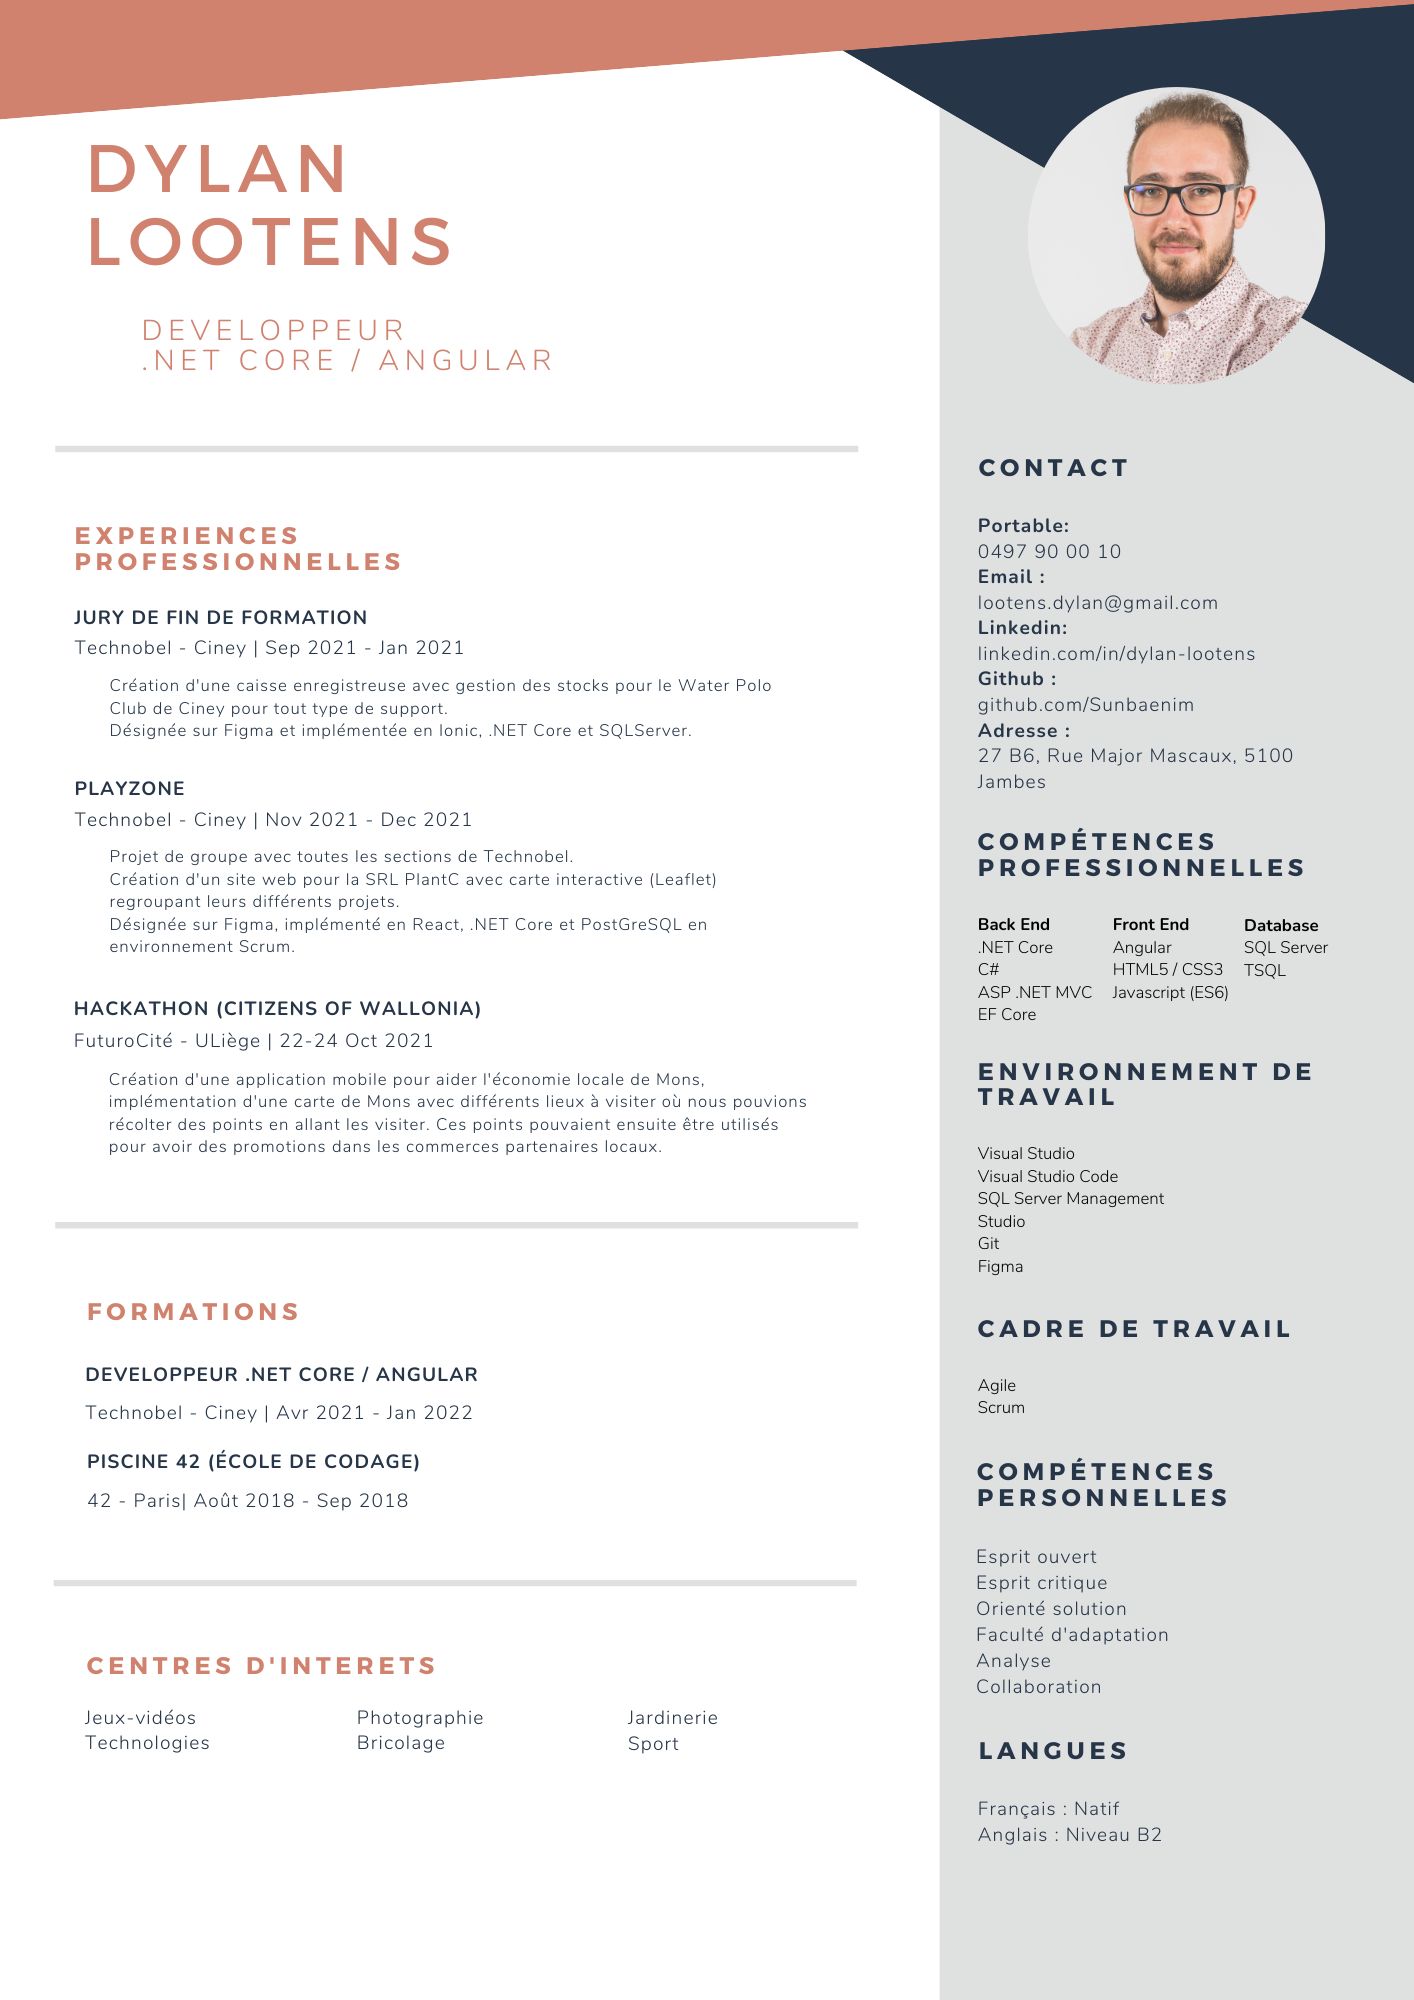 DYLAN
LOOTENS
DEVELOPPEUR
.NET CORE / ANGULAR
EXPERIENCES
PROFESSIONNELLES
JURY DE FIN DE FORMATION
Technobel - Ciney | Sep 2021 - Jan 2021
Création d'une caisse enregistreuse avec gestion des stocks pour le Water Polo
Club de Ciney pour tout type de support.
Désignée sur Figma et implémentée en Ionic, .NET Core et SQLServer.
PLAYZONE
Technobel - Ciney | Nov 2021 - Dec 2021
Projet de groupe avec toutes les sections de Technobel.
Création d'un site web pour la SRL PlantC avec carte interactive (Leaflet)
regroupant leurs différents projets.
Désignée sur Figma, implémenté en React, .NET Core et PostGreSQL en
environnement Scrum.
HACKATHON (CITIZENS OF WALLONIA)
FuturoCité - ULiège | 22-24 Oct 2021
Création d'une application mobile pour aider l'économie locale de Mons,
implémentation d'une carte de Mons avec différents lieux à visiter où nous pouvions
récolter des points en allant les visiter. Ces points pouvaient ensuite être utilisés
pour avoir des promotions dans les commerces partenaires locaux.
FORMATIONS
DEVELOPPEUR .NET CORE / ANGULAR
Technobel - Ciney | Avr 2021 - Jan 2022
PISCINE 42 (ÉCOLE DE CODAGE)
42 - Paris| Août 2018 - Sep 2018
CENTRES D'INTERETS
Jeux-vidéos
Technologies
Photographie
Bricolage
Jardinerie
Sport
CONTACT
Portable:
0497 90 00 10
Email :
lootens.dylan@gmail.com
Linkedin:
linkedin.com/in/dylan-lootens
Github :
github.com/Sunbaenim
Adresse :
27 B6, Rue Major Mascaux, 5100
Jambes
COMPÉTENCES
PROFESSIONNELLES
Back End
.NET Core
C#
ASP .NET MVC
EF Core
Front End
Angular
HTML5 / CSS3
Javascript (ES6)
Database
SQL Server
TSQL
ENVIRONNEMENT DE
TRAVAIL
Visual Studio
Visual Studio Code
SQL Server Management
Studio
Git
Figma
CADRE DE TRAVAIL
Agile
Scrum
COMPÉTENCES
PERSONNELLES
Esprit ouvert
Esprit critique
Orienté solution
Faculté d'adaptation
Analyse
Collaboration
LANGUES
Français : Natif
Anglais : Niveau B2